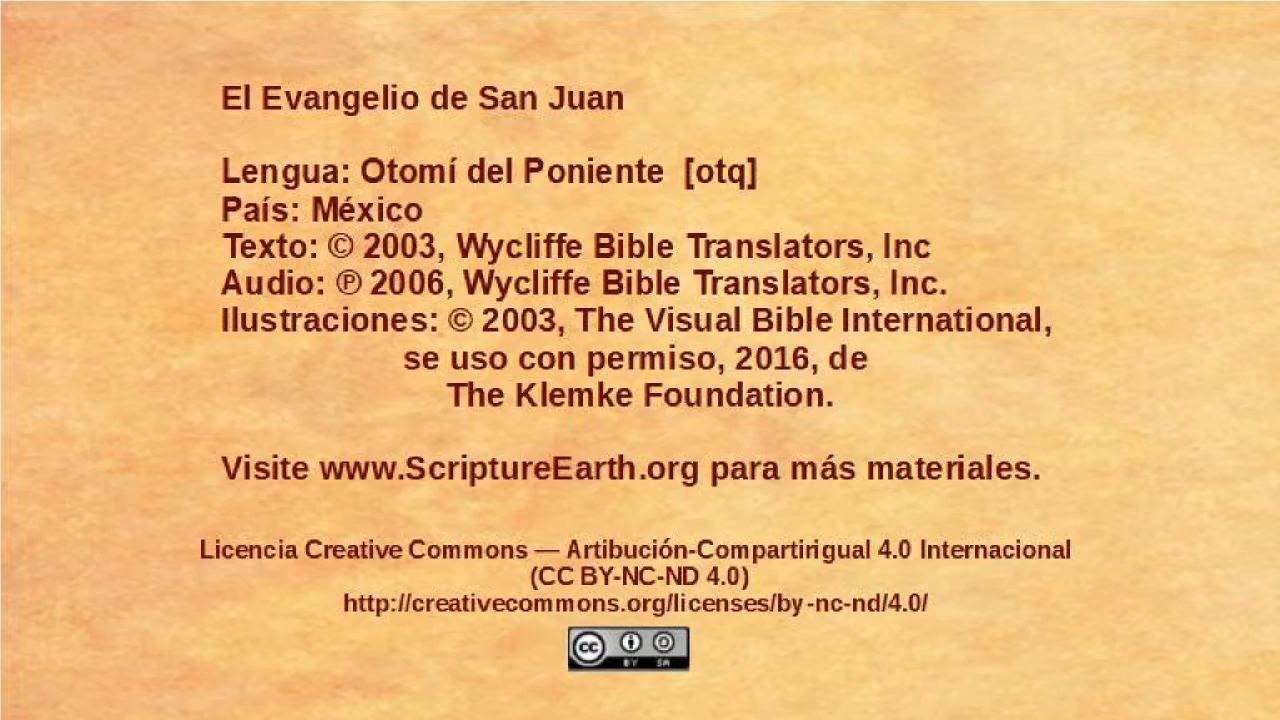 El Evangelio de San Juan
Lengua: Otomí del Poniente [otq]
País: México
Texto: © 2003, Wycliffe Bible Translators, Inc
Audio: ℗ 2006, Wycliffe Bible Translators, Inc.
Ilustraciones: © 2003, The Visual Bible International,
se uso con permiso, 2016, de
The Klemke Foundation.
Visite www.ScriptureEarth.org para más materiales.
Licencia Creative Commons — Artibución-Compartirigual 4.0 Internacional
(CC BY-NC-ND 4.0)
http://creativecommons.org/licenses/by-nc-nd/4.0/
cc BY SA